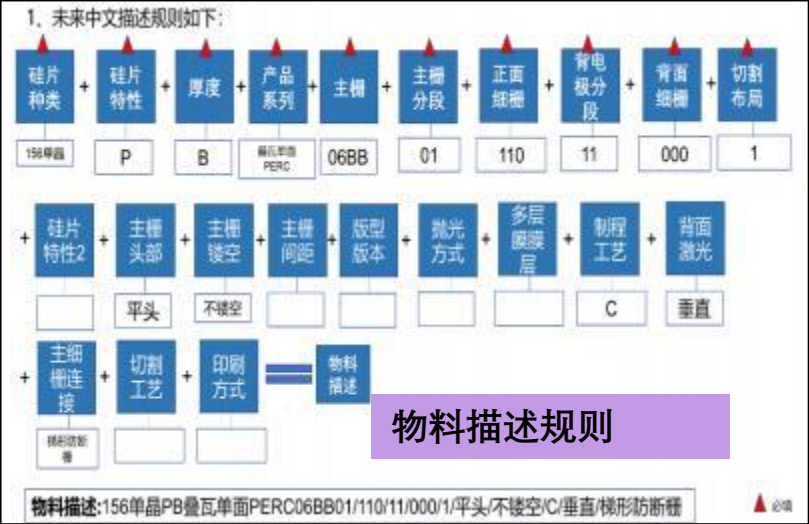 1、未来中文描述规则如下:
硅片种类 + 硅片特性 + 厚度 + 产品系列 + 主栅 + 主栅分段 + 正面细栅 + 背电极分段 + 背面细栅 + 切割布局
156单晶 P B 叠瓦单面PERC 06BB 01 110 11 000 1
+ 硅片特性2 + 主栅头部 + 主栅镂空 + 主栅间距 + 版型版本 + 抛光方式 + 多层膜膜层 + 制程工艺 + 背面激光
平头 不镂空 C 垂直
+ 主细栅连接 + 切割工艺 + 印刷方式 = 物料描述
梯形防断栅
物料描述规则
物料描述:156单晶PB叠瓦单面PERC06BB01/110/11/000/1/平头/不镂空/C/垂直/梯形防断栅
必填